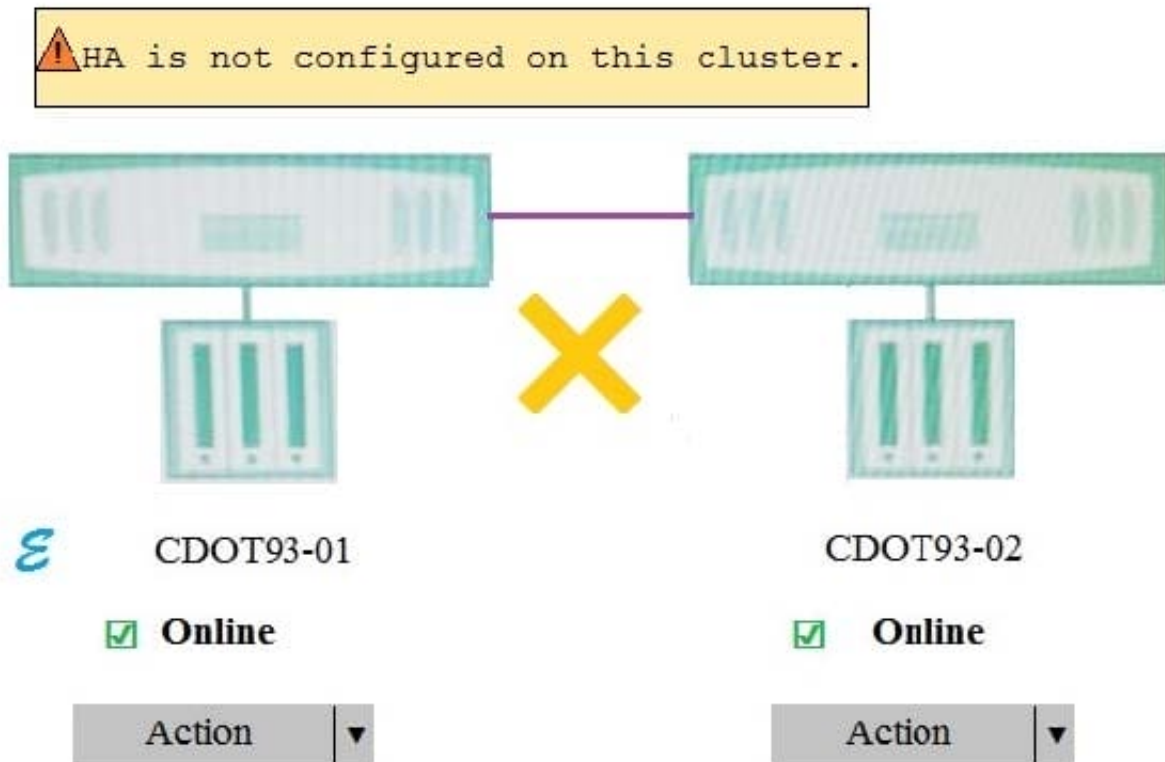 HA is not configured on this cluster.
ε CDOT93-01
CDOT93-02
Online
Online
Action
Action